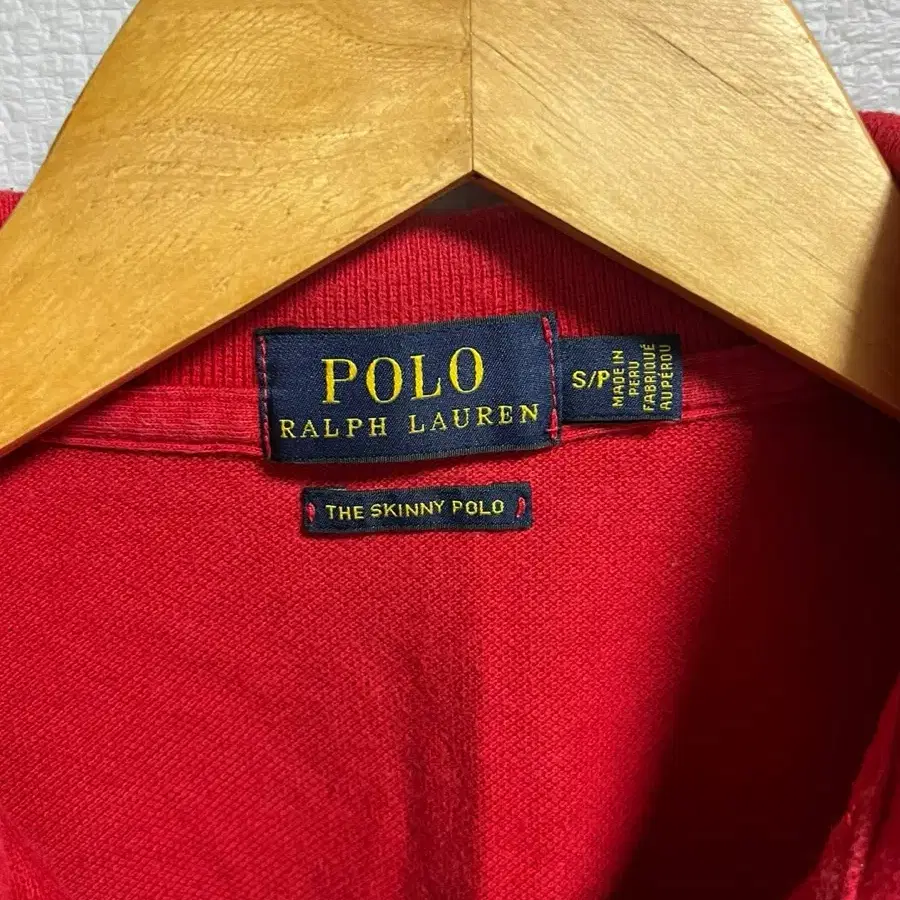 POLO
RALPH LAUREN
S/P
MADE IN
PERU
FABRIQUÉ
AU PÉROU
THE SKINNY POLO